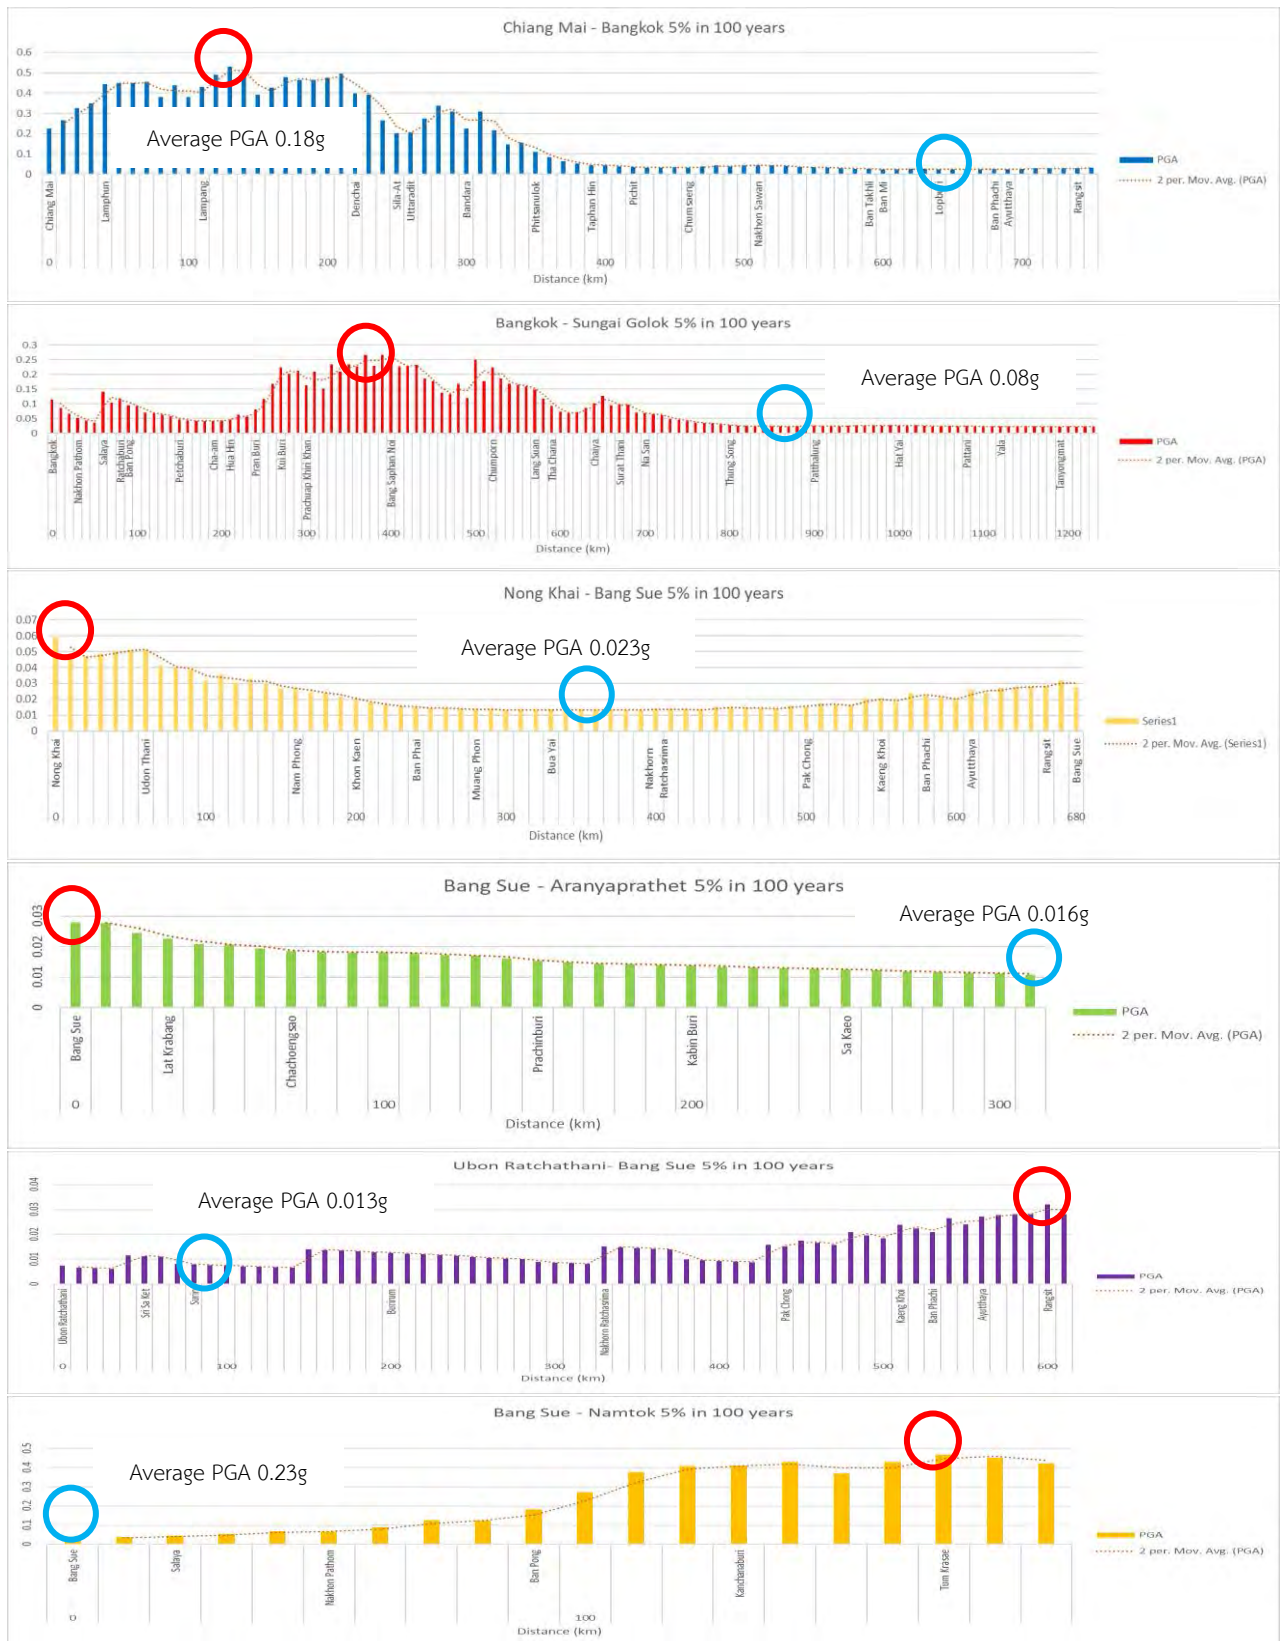 Chiang Mai - Bangkok 5% in 100 years
0.6
0.5
0.4
0.3
0.2
0.1
0
Average PGA 0.18g
PGA
2 per. Mov. Avg. (PGA)
Chiang Mai
Lamphun
Lampang
Denchai
Sila-At
Uttaradit
Bandara
Phitsanulok
Taphan Hin
Pichit
Chumsaeng
Nakhon Sawan
Ban Takhli
Ban Mi
Ban Phachi
Ayutthaya
Rangsit
0 100 200 300 400 500 600 700
Distance (km)
Bangkok - Sungai Golok 5% in 100 years
0.3
0.25
0.2
0.15
0.1
0.05
0
Average PGA 0.08g
PGA
2 per. Mov. Avg. (PGA)
Bangkok
Nakhon Pathom
Salaya
Ratchaburi
Ban Pong
Petchaburi
Cha-am
Hua Hin
Pran Buri
Kui Buri
Prachuap Khiri Khan
Bang Saphan Noi
Chumporn
Lang Suan
Tha Chana
Chaiya
Surat Thani
Na San
Thung Song
Patthalung
Hat Yai
Pattani
Yala
Tanyongmat
0 100 200 300 400 500 600 700 800 900 1000 1100 1200
Distance (km)
Nong Khai - Bang Sue 5% in 100 years
0.07
0.06
0.05
0.04
0.03
0.02
0.01
0
Average PGA 0.023g
Series1
2 per. Mov. Avg. (Series1)
Nong Khai
Udon Thani
Nam Phong
Khon Kaen
Ban Phai
Muang Phon
Bua Yai
Nakhorn
Ratchasrima
Pak Chong
Kaeng Khoi
Ban Phachi
Ayutthaya
Rangsit
Bang Sue
0 100 200 300 400 500 600 680
Distance (km)
Bang Sue - Aranyaprathet 5% in 100 years
0.03
0.02
0.01
0
Average PGA 0.016g
PGA
2 per. Mov. Avg. (PGA)
Bang Sue
Lat Krabang
Chachoengsao
Prachinburi
Kabin Buri
Sa Kaeo
0 100 200 300
Distance (km)
Ubon Ratchathani- Bang Sue 5% in 100 years
0.04
0.03
0.02
0.01
0
Average PGA 0.013g
PGA
2 per. Mov. Avg. (PGA)
Ubon Ratchathani
Sri Sa Ket
Nakhorn Ratchasrima
Pak Chong
Kaeng Khoi
Ban Phachi
Ayutthaya
Rangsit
0 100 200 300 400 500 600
Distance (km)
Bang Sue - Namtok 5% in 100 years
0.5
0.4
0.3
0.2
0.1
0
Average PGA 0.23g
PGA
2 per. Mov. Avg. (PGA)
Bang Sue
Salaya
Nakhon Pathom
Ban Pong
Kanchanaburi
Tum Krasae
0 100
Distance (km)